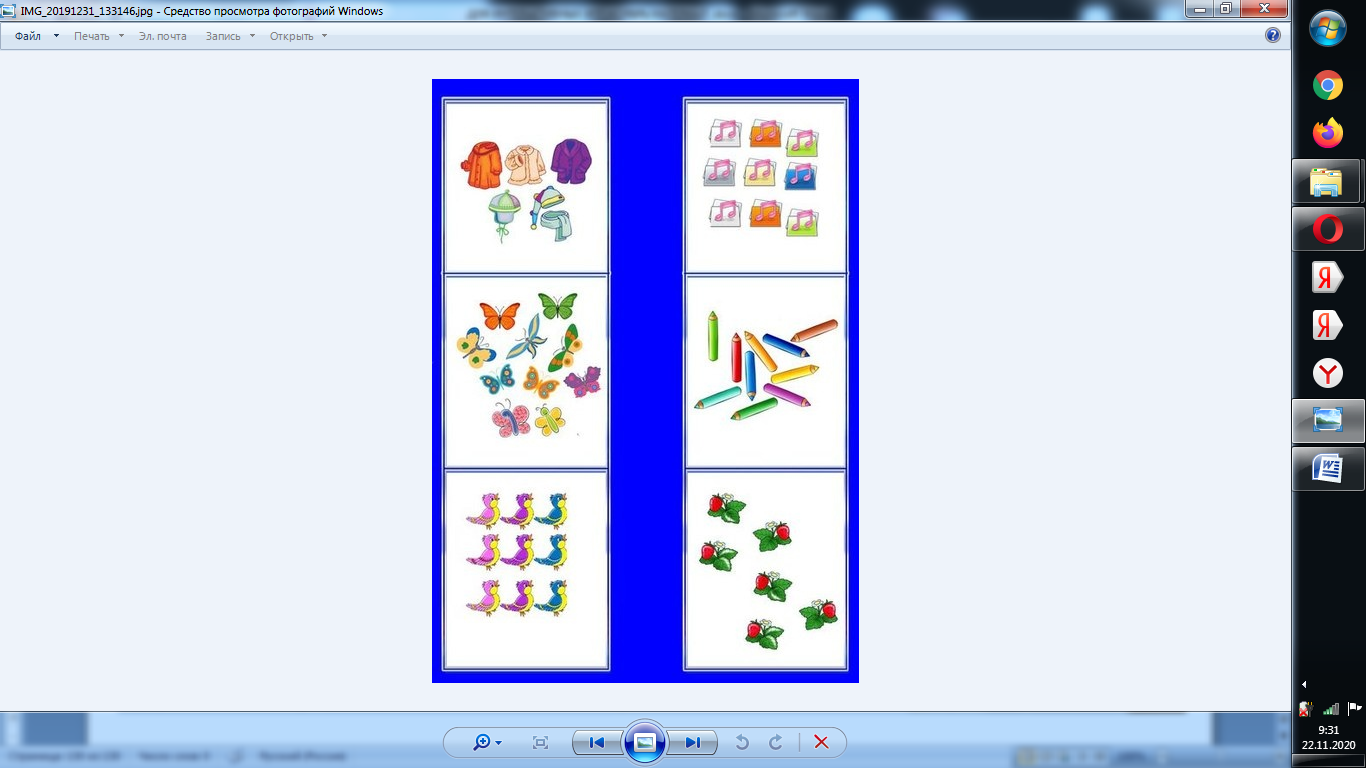 IMG_20191231_133146.jpg - Средство просмотра фотографий Windows
Файл Печать Эл. почта Запись Открыть
9:31
22.11.2020